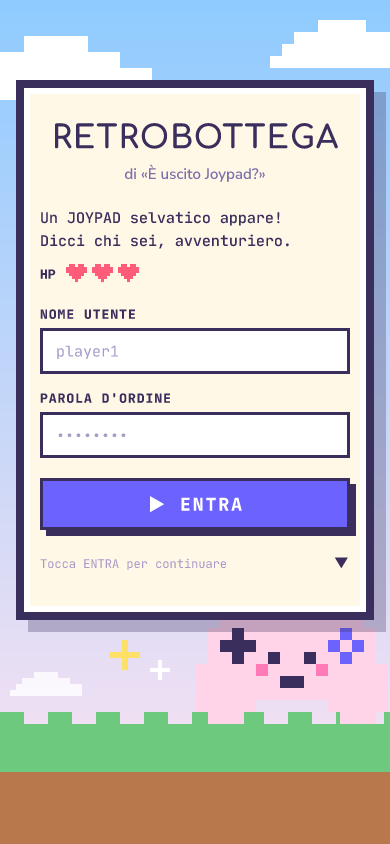 RETROBOTTEGA
di «È uscito Joypad?»
Un JOYPAD selvatico appare!
Dicci chi sei, avventuriero.
HP
NOME UTENTE
player1
PAROLA D'ORDINE
••••••••
▶ ENTRA
Tocca ENTRA per continuare ▼